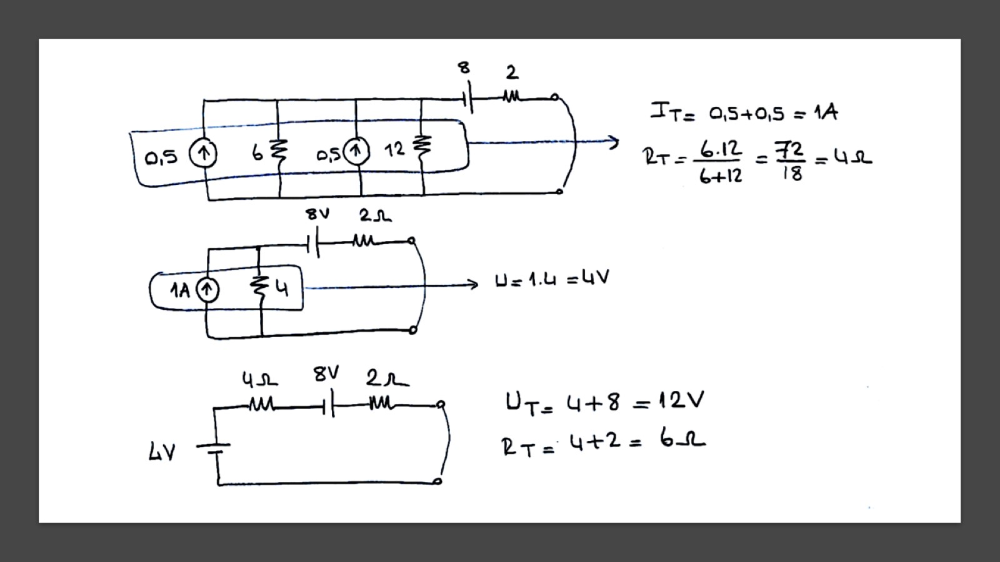 8 2
0,5 6 0,5 12
IT= 0,5+0,5 = 1A
RT = 6.12/6+12 = 72/18 = 4Ω
8V 2Ω
1A 4
U= 1.4 = 4V
4Ω 8V 2Ω
4V
UT= 4+8 = 12V
RT = 4+2 = 6Ω